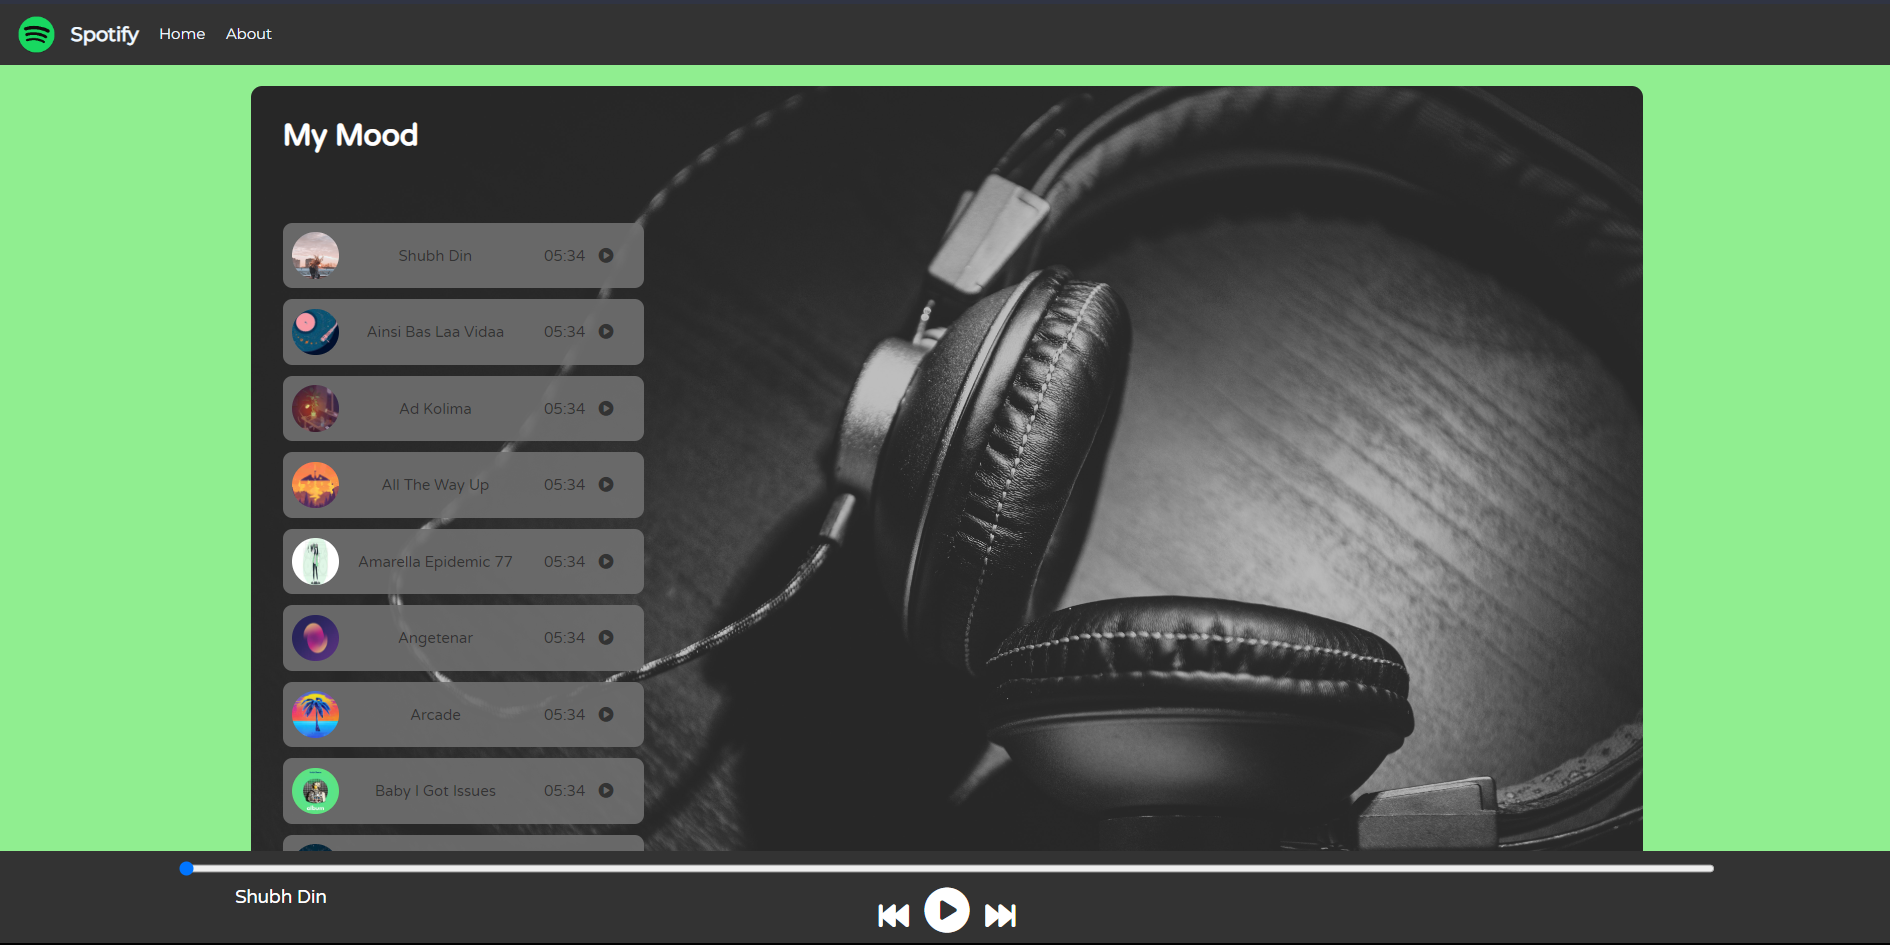 Spotify Home About
My Mood
Shubh Din 05:34
Ainsi Bas Laa Vidaa 05:34
Ad Kolima 05:34
All The Way Up 05:34
Amarella Epidemic 77 05:34
Angetenar 05:34
Arcade 05:34
Baby I Got Issues 05:34
Shubh Din